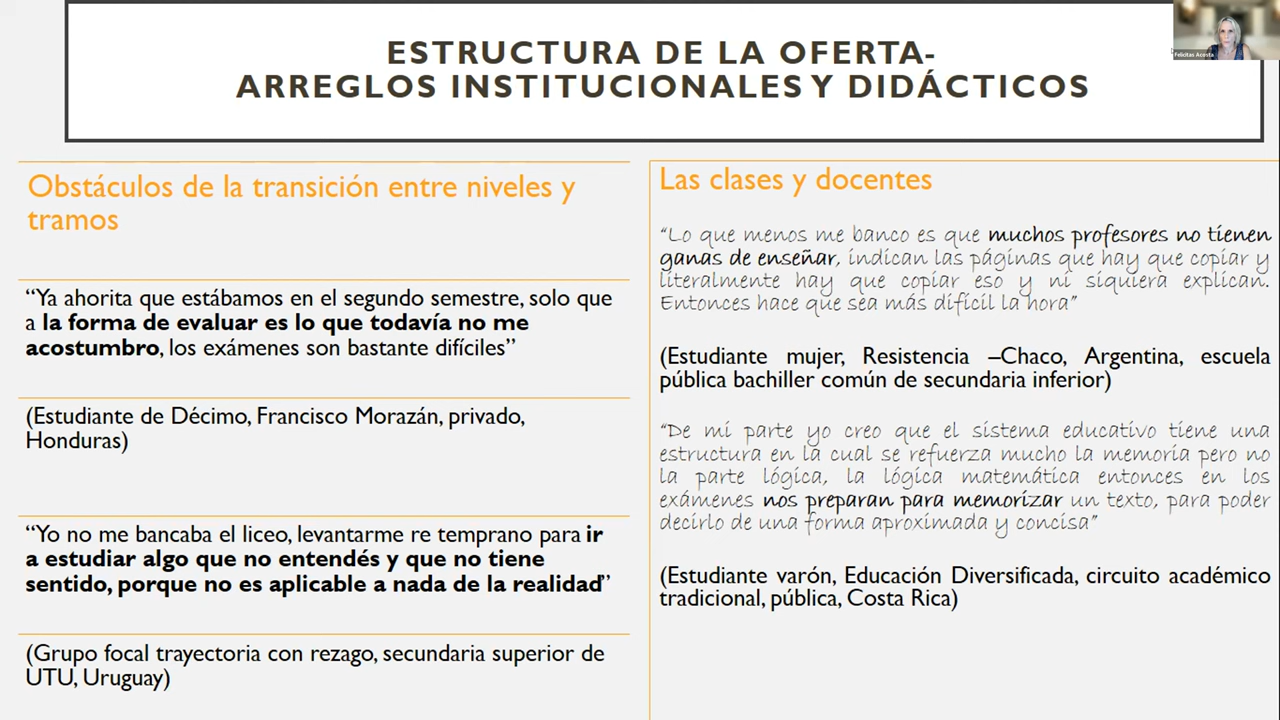 ESTRUCTURA DE LA OFERTA-
ARREGLOS INSTITUCIONALES Y DIDÁCTICOS
Felicitas Acosta
Obstáculos de la transición entre niveles y
tramos
“Ya ahorita que estábamos en el segundo semestre, solo que
a la forma de evaluar es lo que todavía no me
acostumbro, los exámenes son bastante difíciles”
(Estudiante de Décimo, Francisco Morazán, privado,
Honduras)
“Yo no me bancaba el liceo, levantarme re temprano para ir
a estudiar algo que no entendés y que no tiene
sentido, porque no es aplicable a nada de la realidad”
(Grupo focal trayectoria con rezago, secundaria superior de
UTU, Uruguay)
Las clases y docentes
“Lo que menos me banco es que muchos profesores no tienen
ganas de enseñar, indican las páginas que hay que copiar y
literalmente hay que copiar eso y ni siquiera explican.
Entonces hace que sea más difícil la hora”
(Estudiante mujer, Resistencia –Chaco, Argentina, escuela
pública bachiller común de secundaria inferior)
“De mi parte yo creo que el sistema educativo tiene una
estructura en la cual se refuerza mucho la memoria pero no
la parte lógica, la lógica matemática entonces en los
exámenes nos preparan para memorizar un texto, para poder
decirlo de una forma aproximada y concisa”
(Estudiante varón, Educación Diversificada, circuito académico
tradicional, pública, Costa Rica)